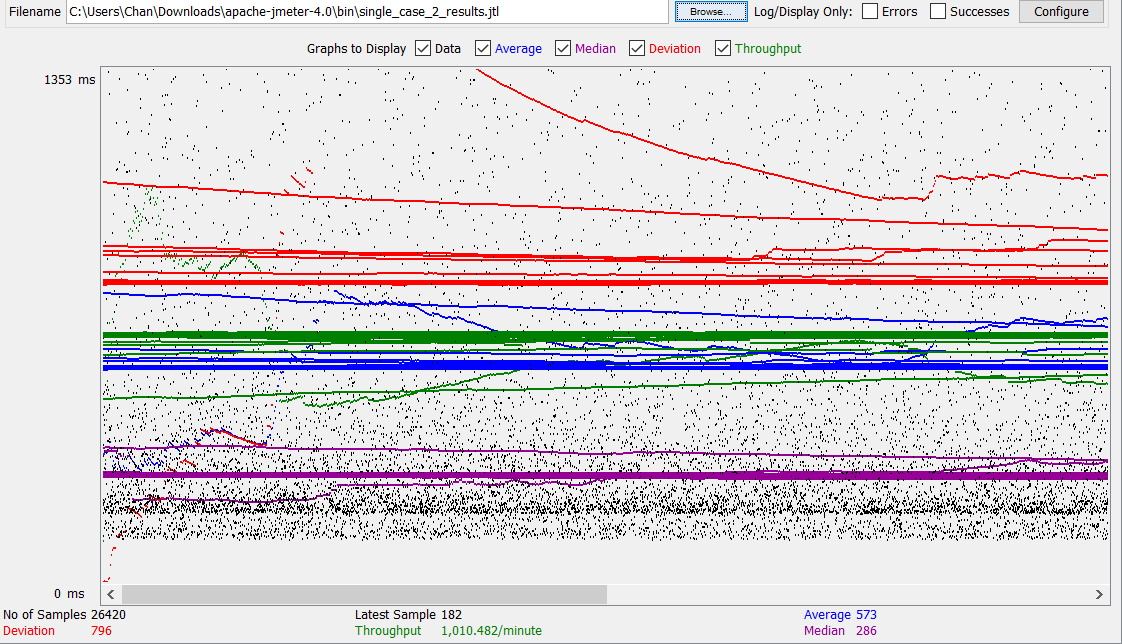 Filename C:\Users\Chan\Downloads\apache-jmeter-4.0\bin\single_case_2_results.jtl Browse... Log/Display Only: Errors Successes Configure
Graphs to Display Data Average Median Deviation Throughput
1353 ms
0 ms
No of Samples 26420 Latest Sample 182 Average 573
Deviation 796 Throughput 1,010.482/minute Median 286